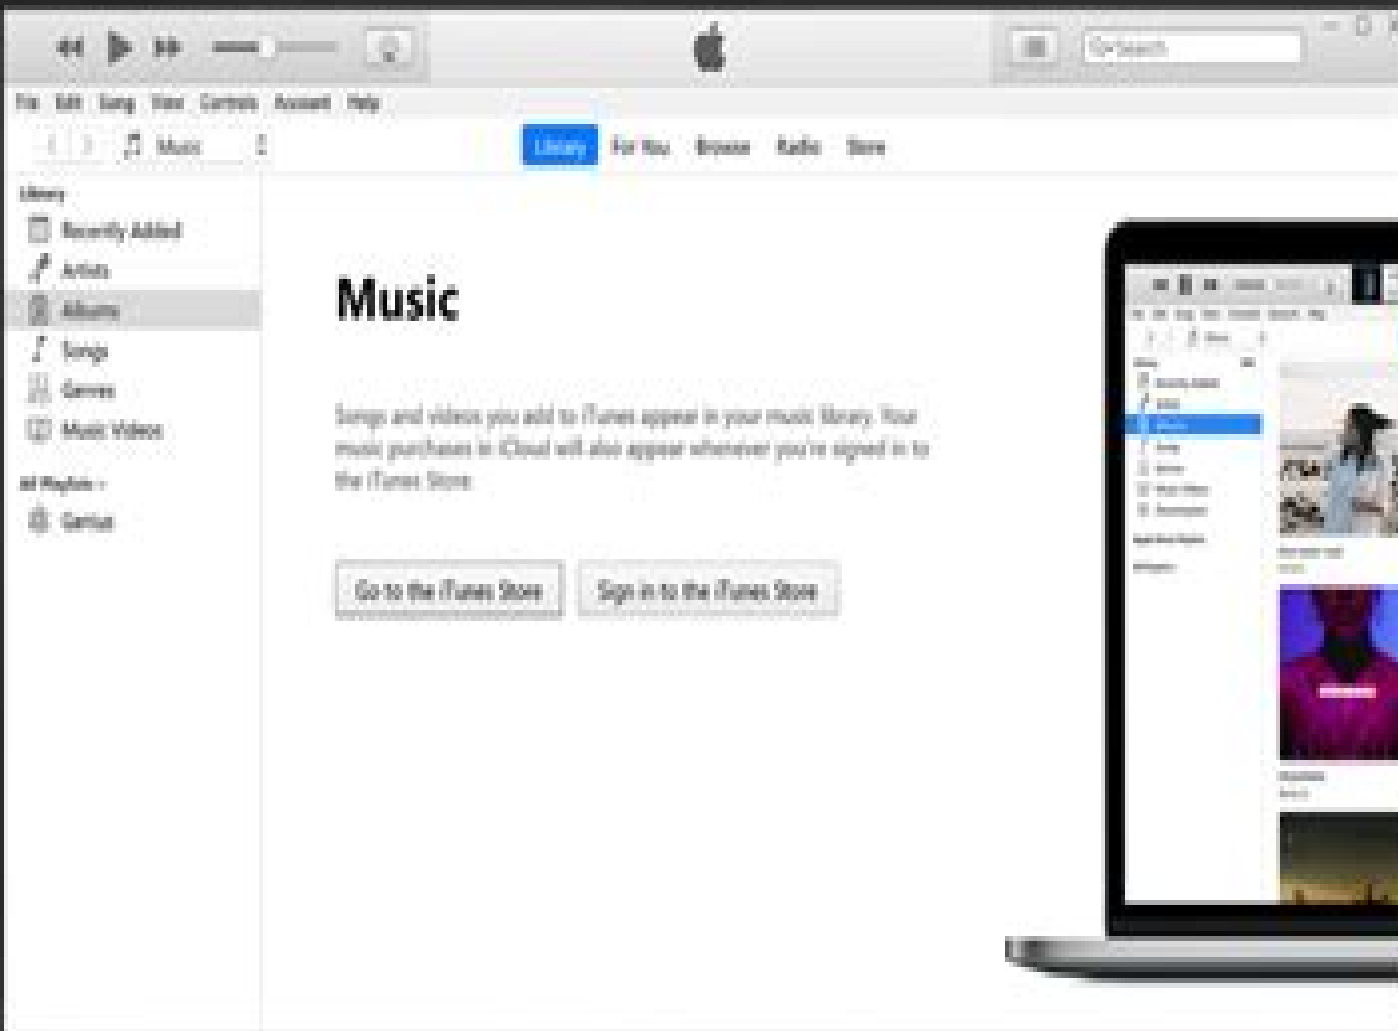 Search
File Edit Song View Controls Account Help
Music
Library For You Browse Radio Store
Library
Recently Added
Artists
Albums
Songs
Genres
Music Videos
All Playlists
Genius
Music
Songs and videos you add to iTunes appear in your music library. Your
music purchases in iCloud will also appear whenever you're signed in to
the iTunes Store.
Go to the iTunes Store Sign in to the iTunes Store